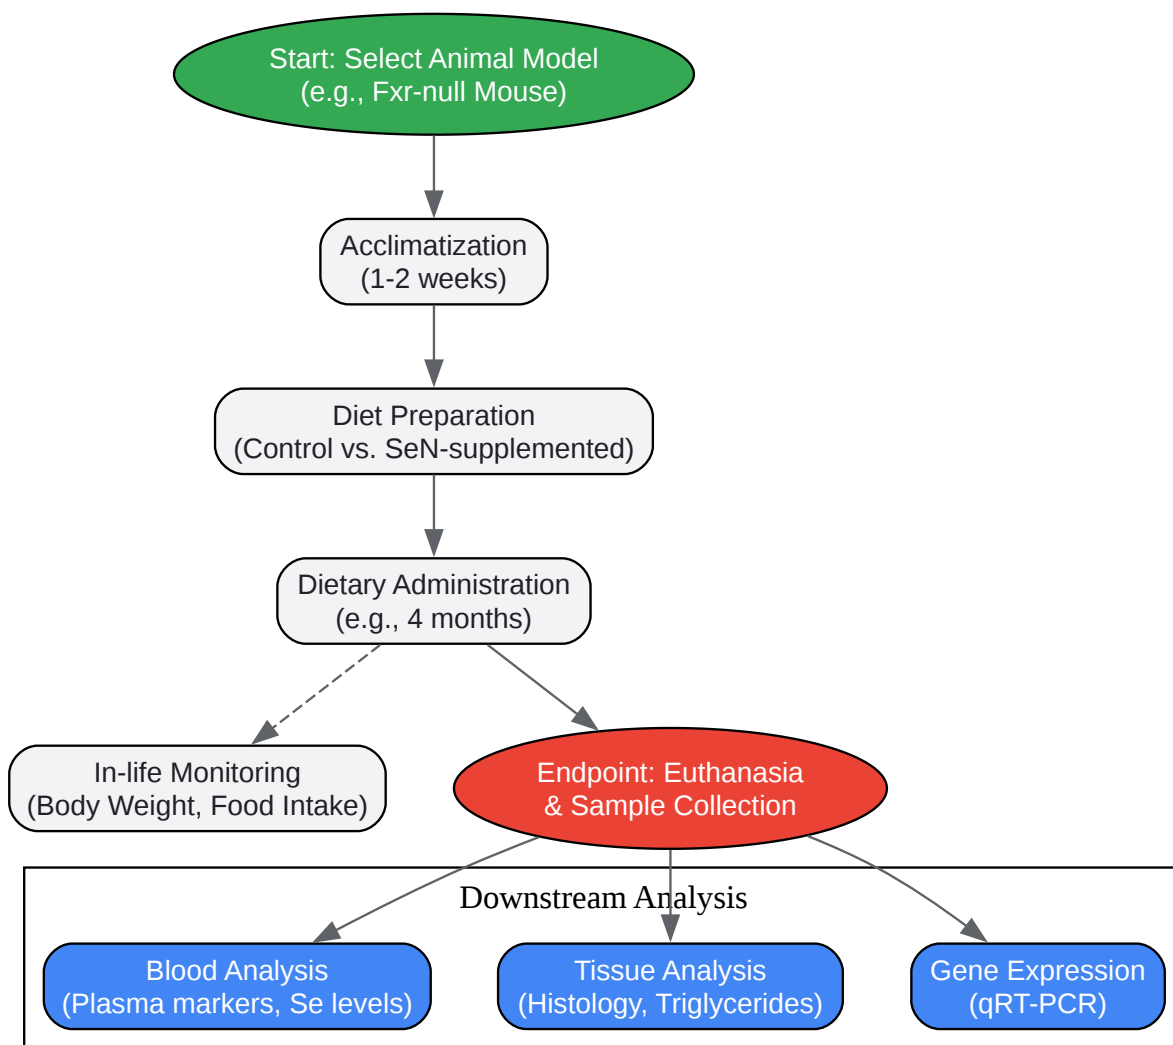 Start: Select Animal Model
(e.g., Fxr-null Mouse)
Acclimatization
(1-2 weeks)
Diet Preparation
(Control vs. SeN-supplemented)
Dietary Administration
(e.g., 4 months)
In-life Monitoring
(Body Weight, Food Intake)
Endpoint: Euthanasia
& Sample Collection
Downstream Analysis
Blood Analysis
(Plasma markers, Se levels)
Tissue Analysis
(Histology, Triglycerides)
Gene Expression
(qRT-PCR)